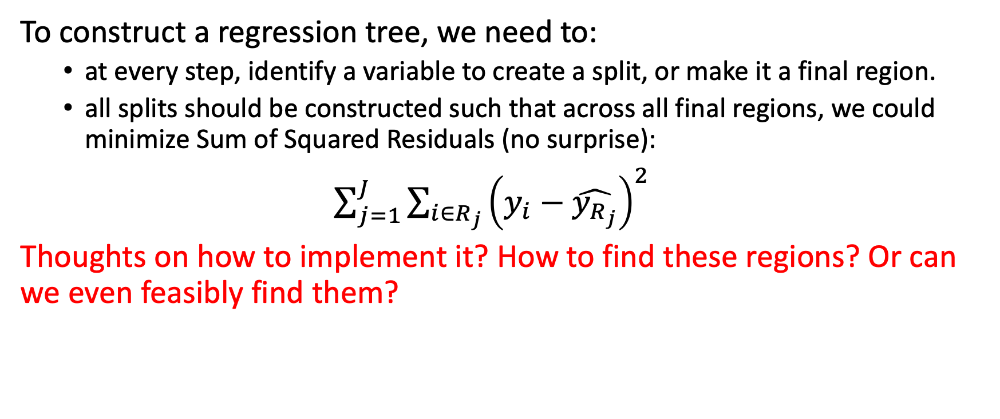 To construct a regression tree, we need to:
• at every step, identify a variable to create a split, or make it a final region.
• all splits should be constructed such that across all final regions, we could
minimize Sum of Squared Residuals (no surprise):
$\sum_{j=1}^{J} \sum_{i \in R_j} \left( y_i - \widehat{y_{R_j}} \right)^2$
Thoughts on how to implement it? How to find these regions? Or can
we even feasibly find them?